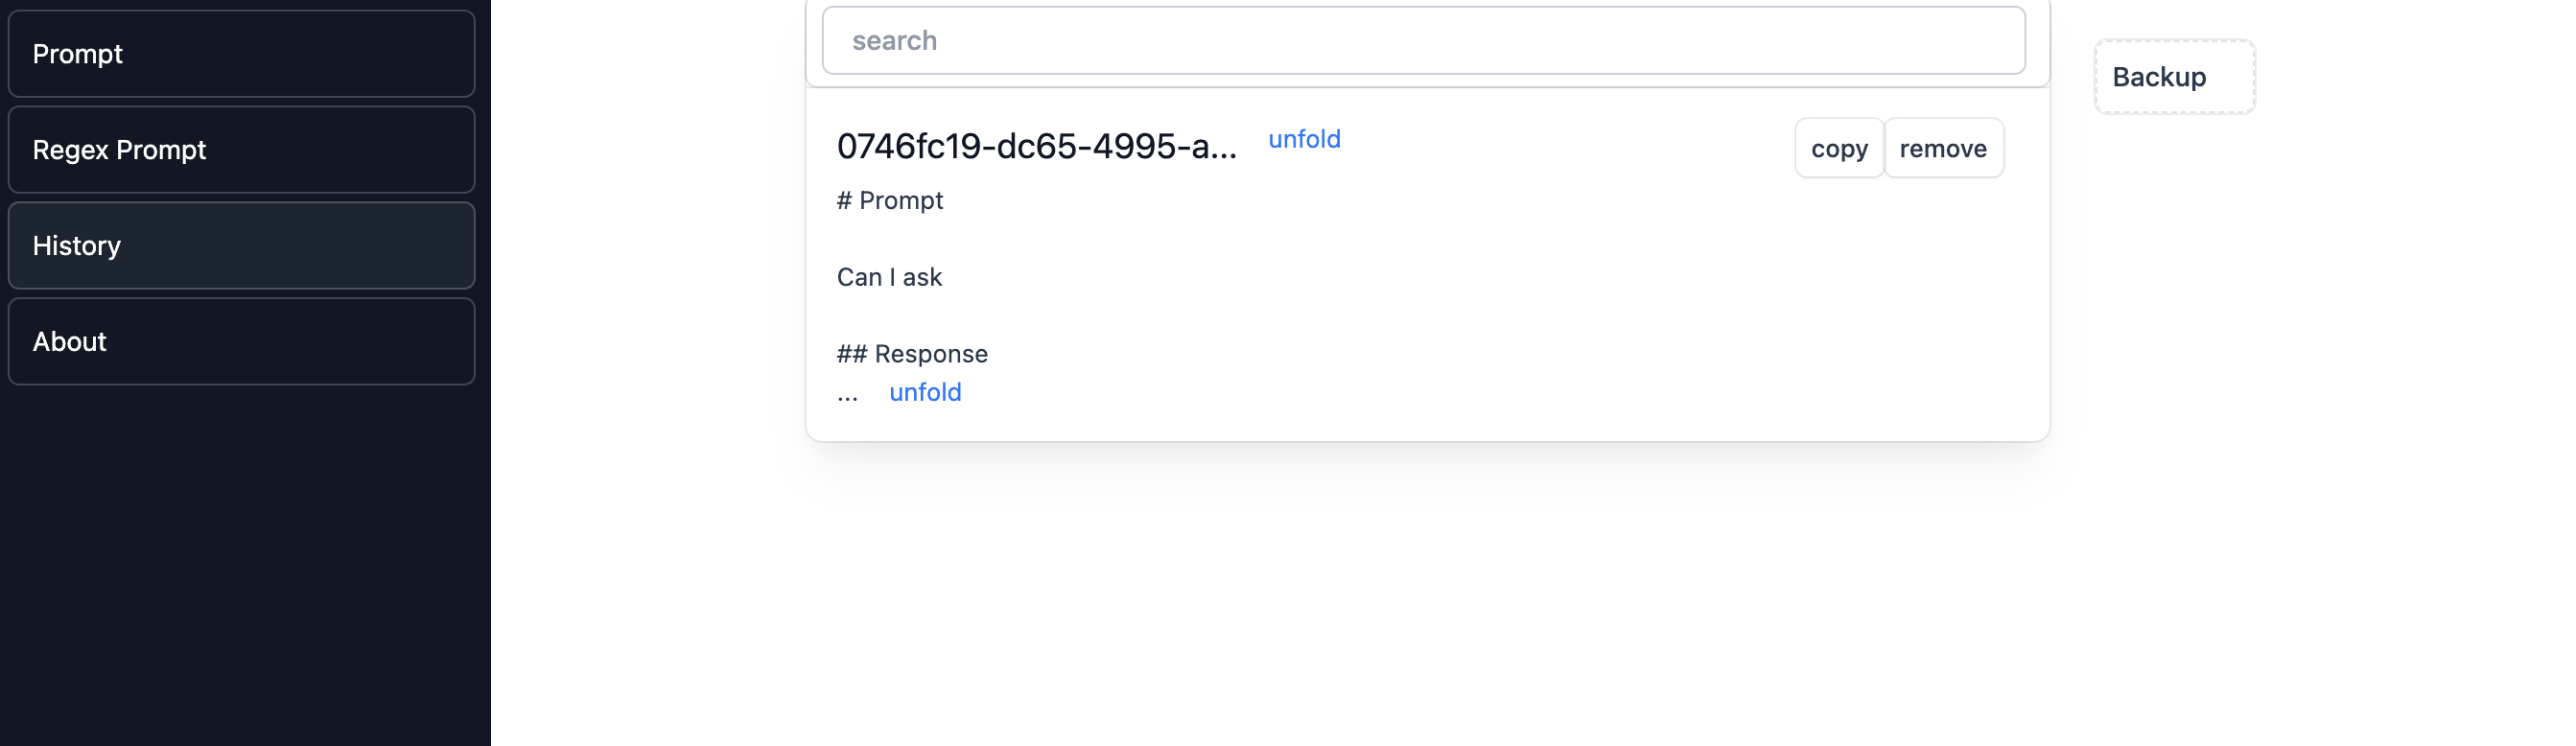 Prompt
Regex Prompt
History
About
search
Backup
0746fc19-dc65-4995-a... unfold
copy remove
# Prompt
Can I ask
## Response
... unfold